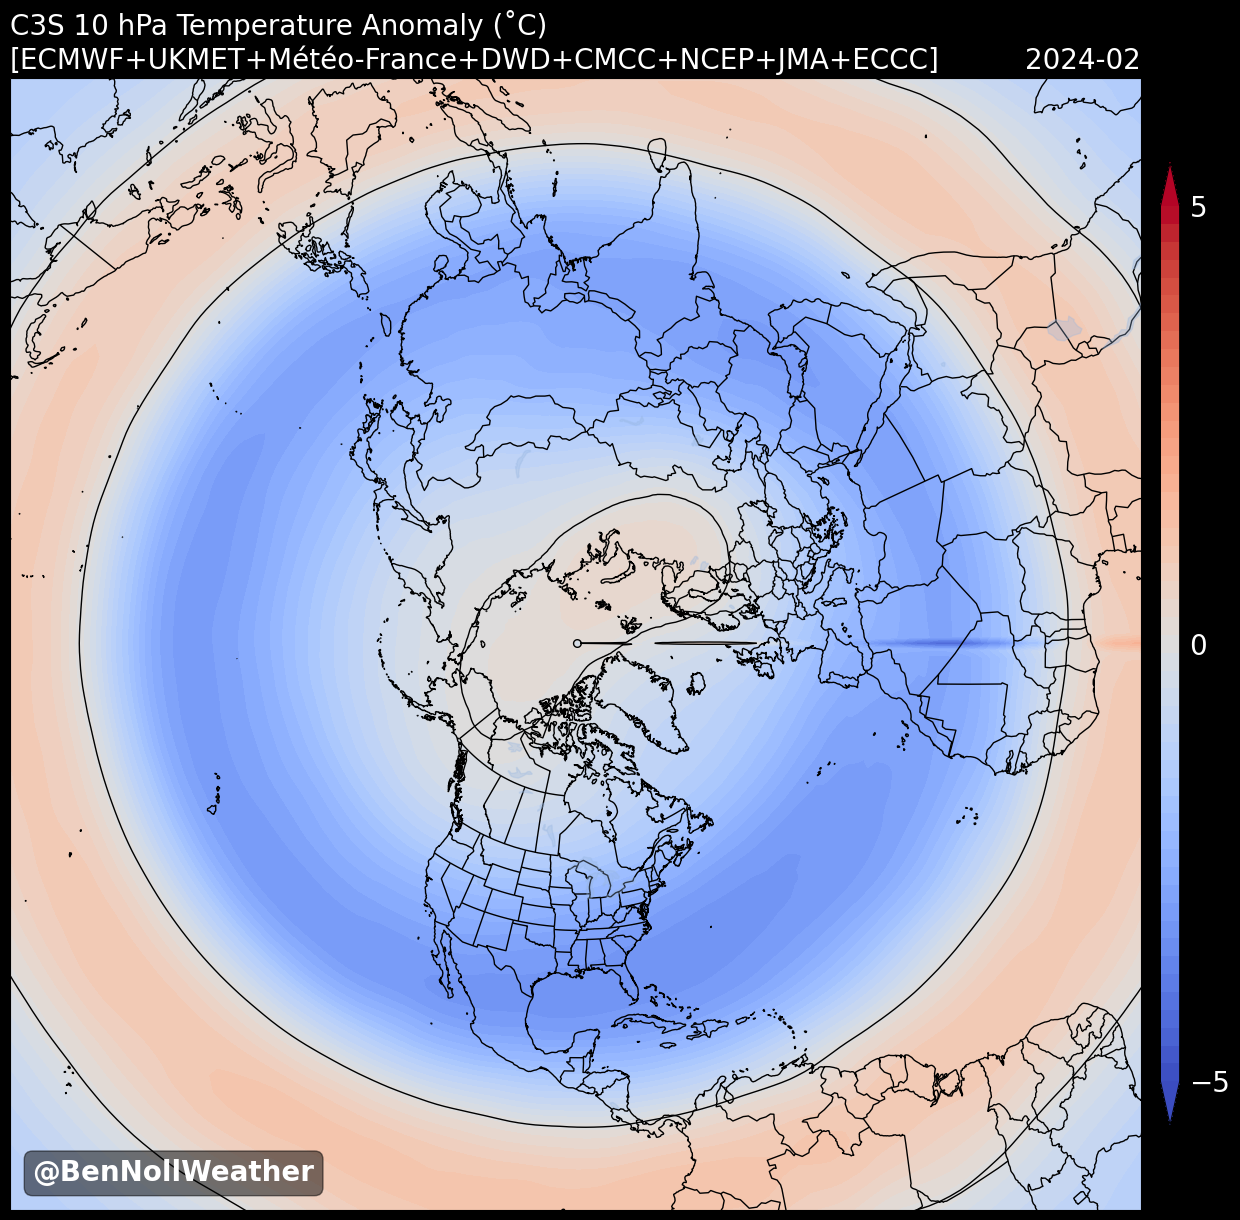 C3S 10 hPa Temperature Anomaly (˚C)
[ECMWF+UKMET+Météo-France+DWD+CMCC+NCEP+JMA+ECCC] 2024-02
5
0
−5
@BenNollWeather